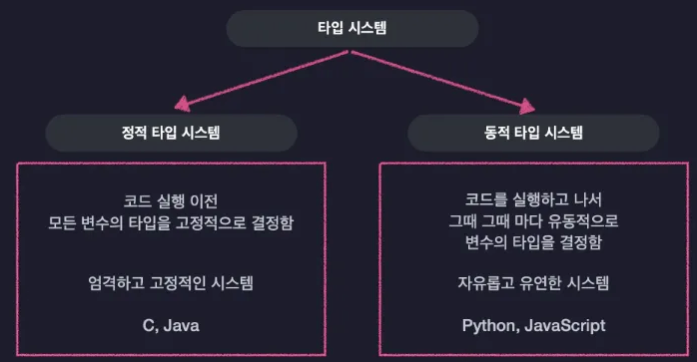 타입 시스템
정적 타입 시스템
동적 타입 시스템
코드 실행 이전
모든 변수의 타입을 고정적으로 결정함
엄격하고 고정적인 시스템
C, Java
코드를 실행하고 나서
그때 그때 마다 유동적으로
변수의 타입을 결정함
자유롭고 유연한 시스템
Python, JavaScript